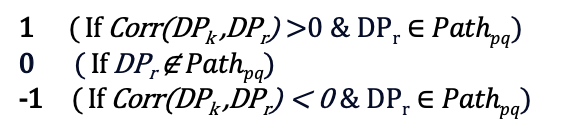 1 (If Corr(DPₖ,DPᵣ)>0 & DPᵣ ∈ Pathₚq)
0 (If DPᵣ∉Pathₚq)
-1 (If Corr(DPₖ,DPᵣ) < 0 & DPᵣ ∈ Pathₚq)